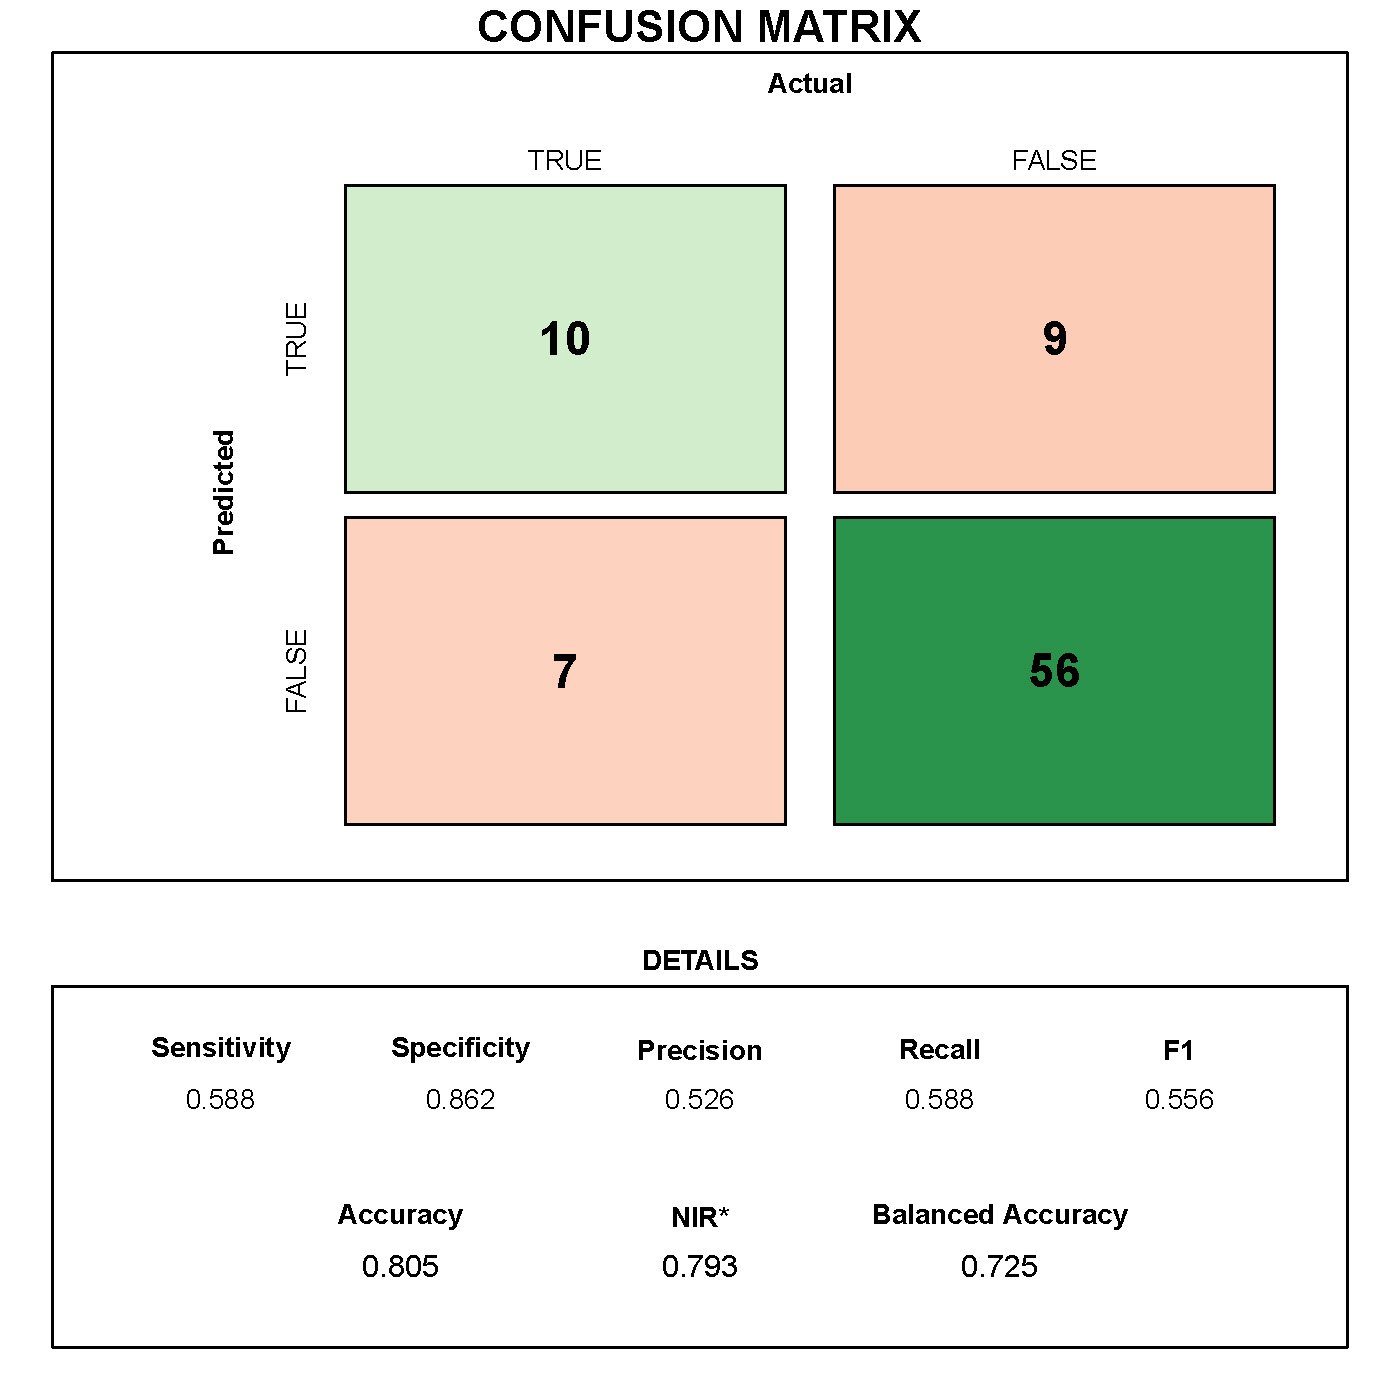 CONFUSION MATRIX
Actual
TRUE FALSE
TRUE
10 9
Predicted
FALSE
7 56
DETAILS
Sensitivity Specificity Precision Recall F1
0.588 0.862 0.526 0.588 0.556
Accuracy NIR* Balanced Accuracy
0.805 0.793 0.725